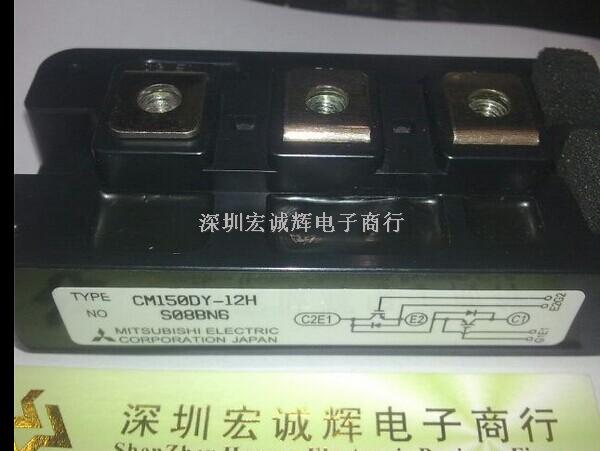 深圳宏诚辉电子商行
TYPE CM150DY-12H
NO S08BN6
MITSUBISHI ELECTRIC
CORPORATION JAPAN
C2E1 E2 C1
E2G2
G1E1
深圳宏诚辉电子商行
ShenZhen